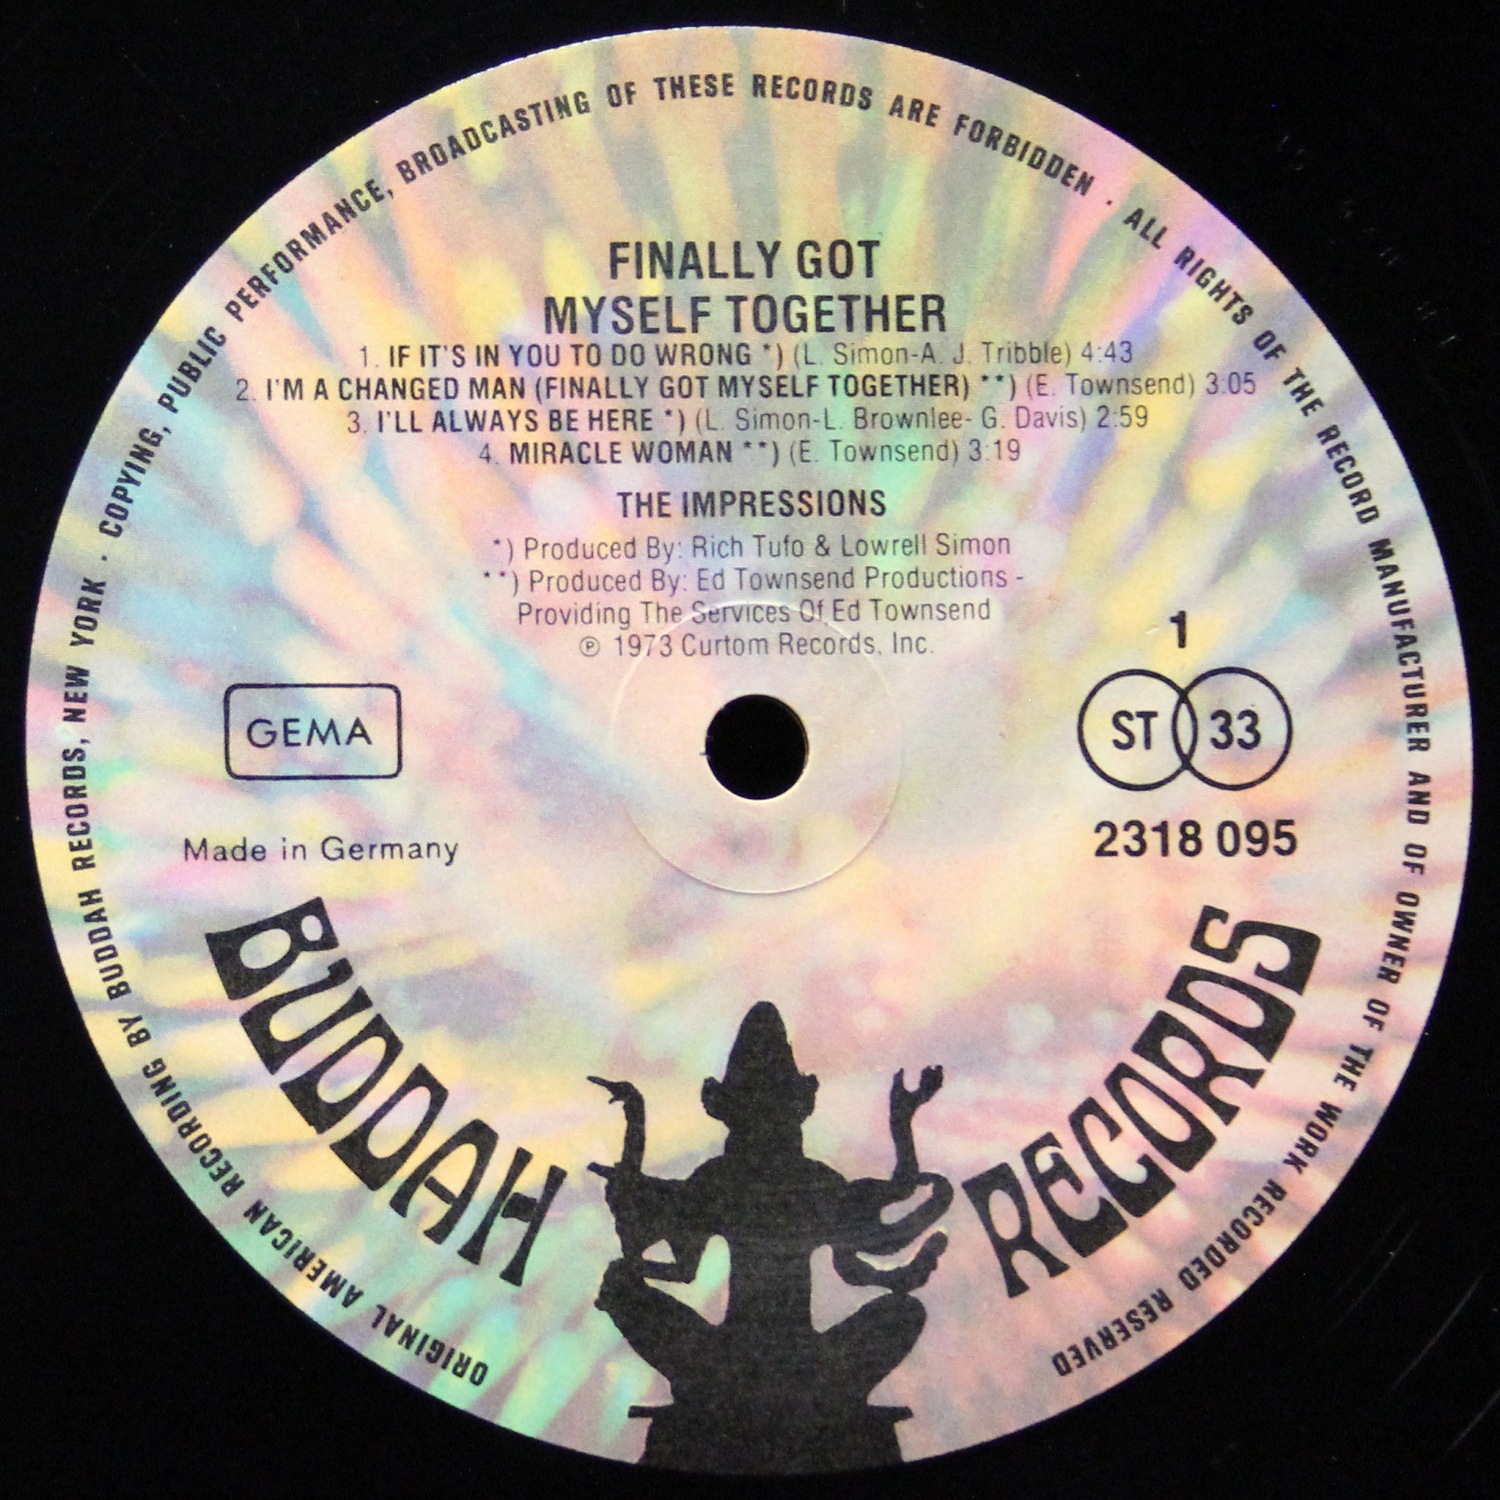 ORIGINAL AMERICAN RECORDING BY BUDDAH RECORDS, NEW YORK · COPYING, PUBLIC PERFORMANCE, BROADCASTING OF THESE RECORDS ARE FORBIDDEN · ALL RIGHTS OF THE RECORD MANUFACTURER AND OF OWNER OF THE WORK RECORDED RESERVED
FINALLY GOT
MYSELF TOGETHER
1. IF IT'S IN YOU TO DO WRONG *) (L. Simon-A. J. Tribble) 4:43
2. I'M A CHANGED MAN (FINALLY GOT MYSELF TOGETHER) **) (E. Townsend) 3:05
3. I'LL ALWAYS BE HERE *) (L. Simon-L. Brownlee- G. Davis) 2:59
4. MIRACLE WOMAN **) (E. Townsend) 3:19
THE IMPRESSIONS
*) Produced By: Rich Tufo & Lowrell Simon
**) Produced By: Ed Townsend Productions -
Providing The Services Of Ed Townsend
℗ 1973 Curtom Records, Inc.
1
GEMA
ST 33
Made in Germany
2318 095
BUDDAH RECORDS